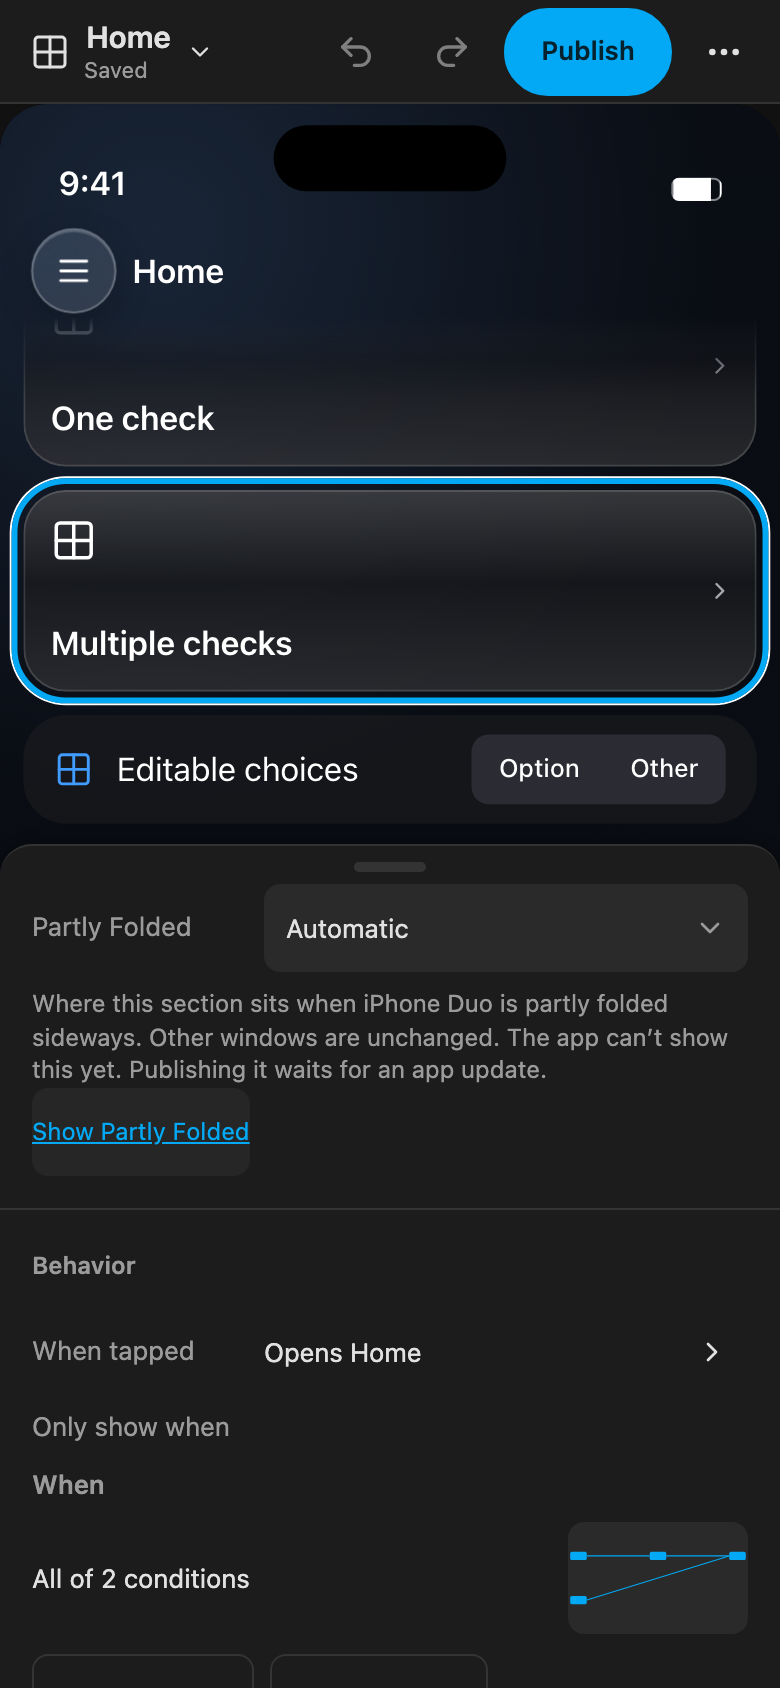 Home
Saved
Publish
9:41
Home
One check
Multiple checks
Editable choices
Option
Other
Partly Folded
Automatic
Where this section sits when iPhone Duo is partly folded
sideways. Other windows are unchanged. The app can’t show
this yet. Publishing it waits for an app update.
Show Partly Folded
Behavior
When tapped
Opens Home
Only show when
When
All of 2 conditions